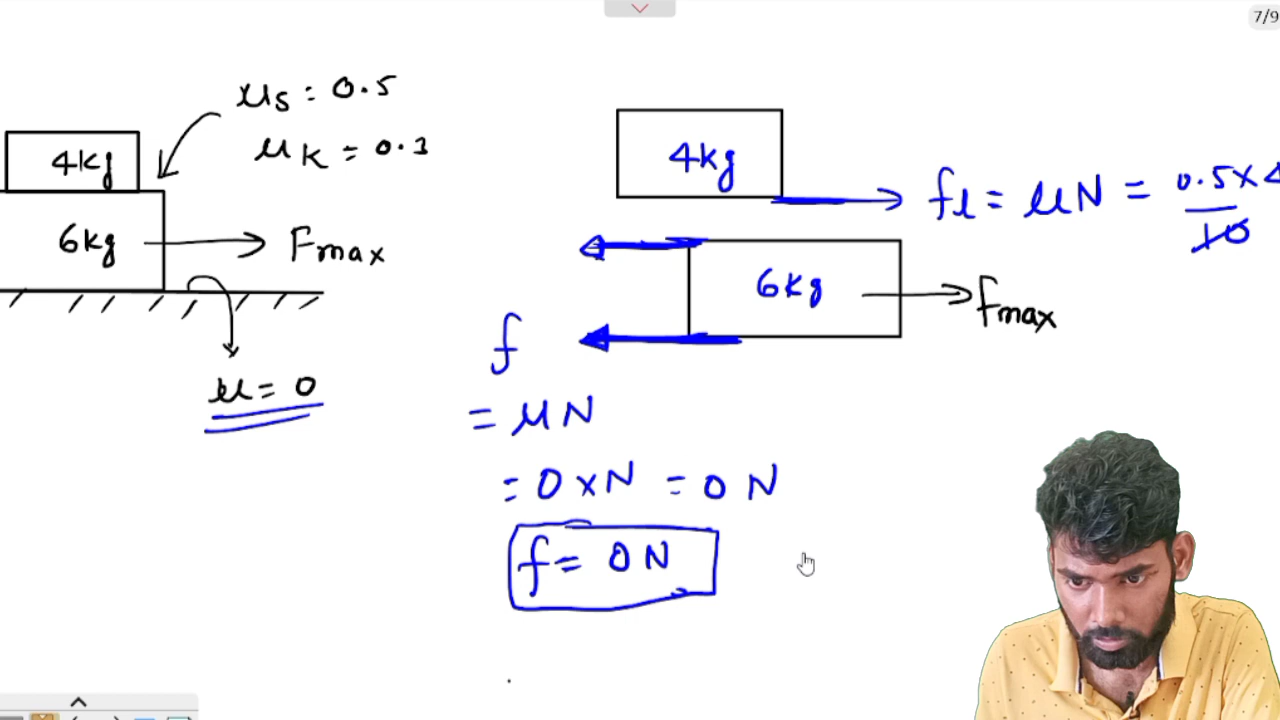 7/9
μs = 0.5
μk = 0.3
4kg
6kg
Fmax
μ = 0
4kg
fl = μN = 0.5×4
10
6kg
Fmax
f
= μN
= 0×N = 0 N
f = 0 N